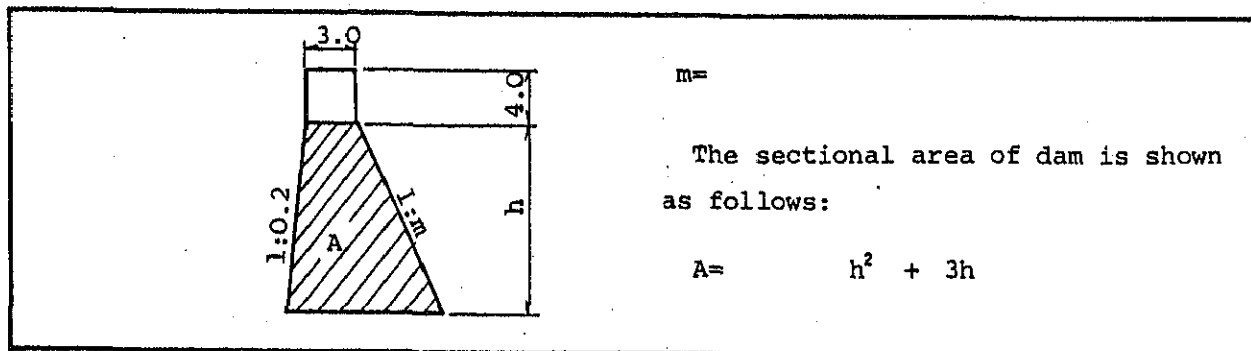 3.0
4.0
m=
The sectional area of dam is shown
as follows:
h
1:0.2
1:m
A
A= h² + 3h